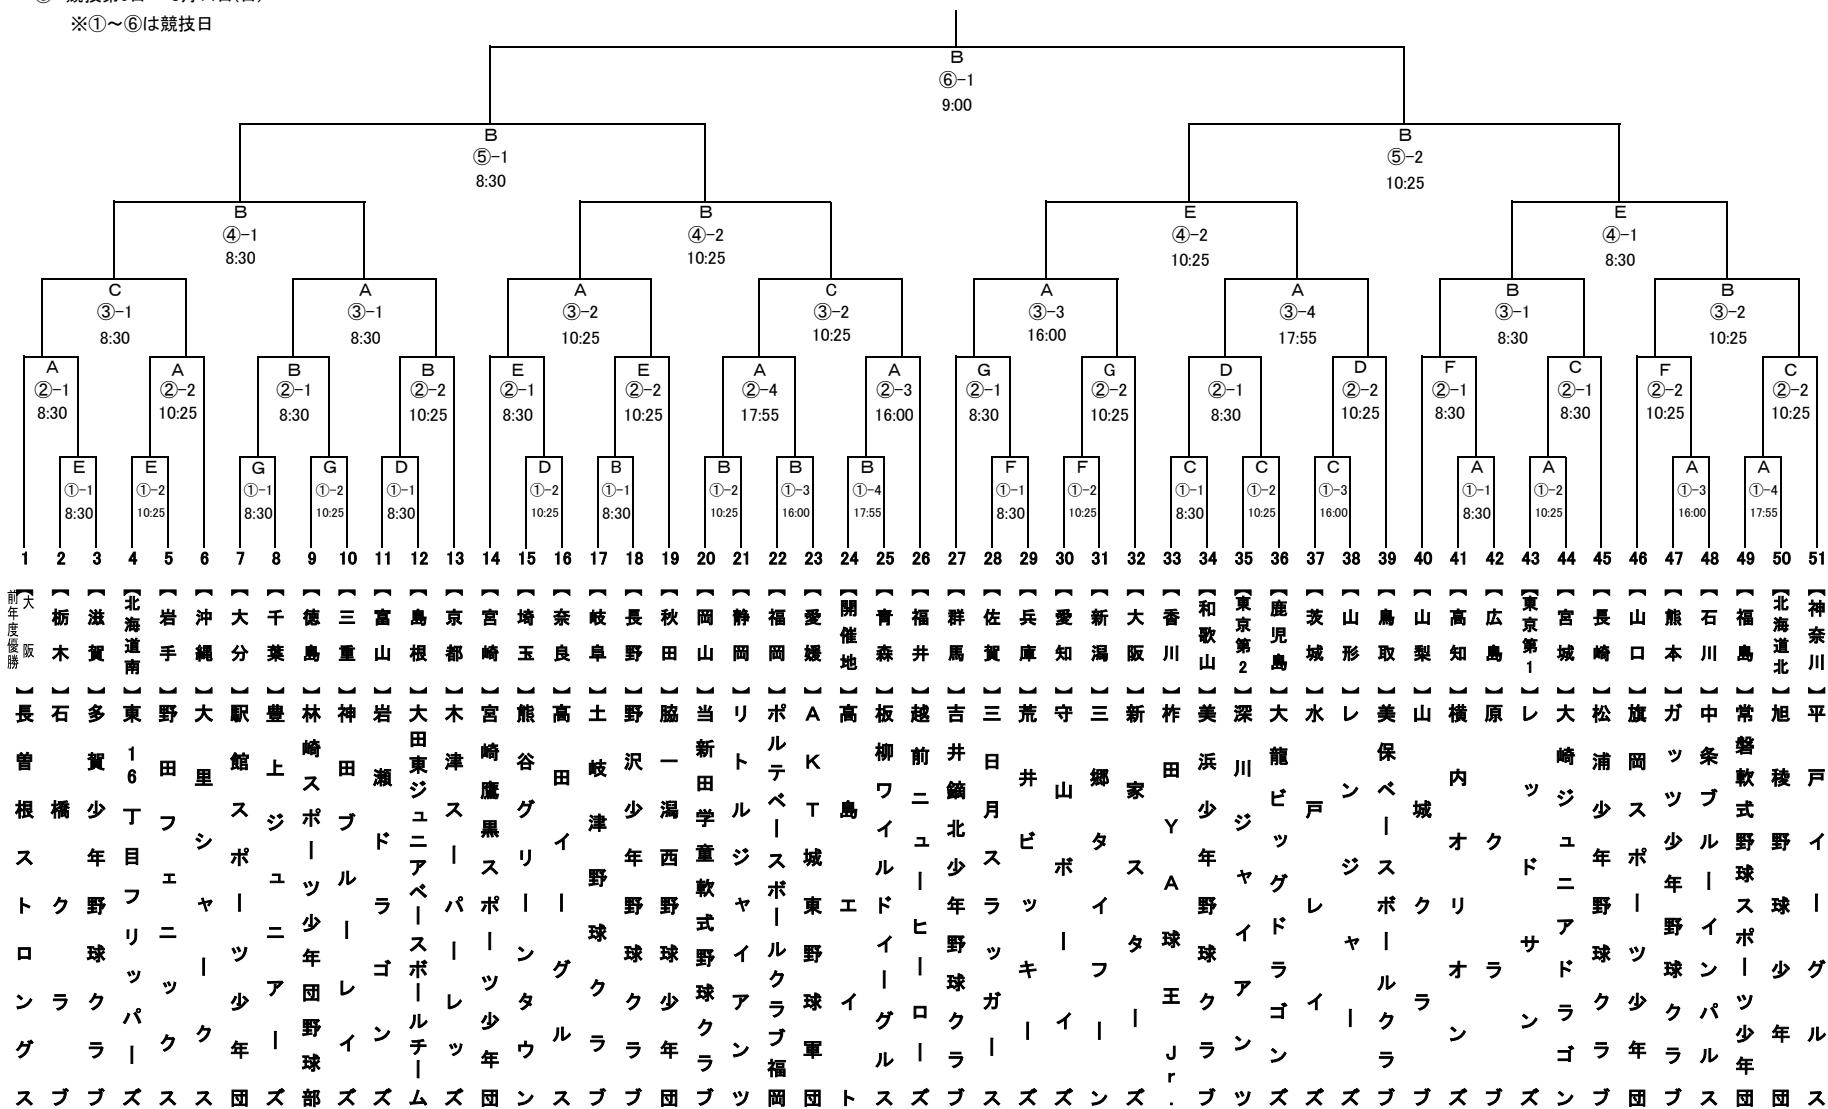 ※①～⑥は競技日
B
⑥-1
9:00
B B
⑤-1 ⑤-2
8:30 10:25
B B E E
④-1 ④-2 ④-2 ④-1
8:30 10:25 10:25 8:30
C A A C A A B B
③-1 ③-1 ③-2 ③-2 ③-3 ③-4 ③-1 ③-2
8:30 8:30 10:25 10:25 16:00 17:55 8:30 10:25
A A B B E E A A G G D D F C F C
②-1 ②-2 ②-1 ②-2 ②-1 ②-2 ②-4 ②-3 ②-1 ②-2 ②-1 ②-2 ②-1 ②-1 ②-2 ②-2
8:30 10:25 8:30 10:25 8:30 10:25 17:55 16:00 8:30 10:25 8:30 10:25 8:30 8:30 10:25 10:25
E E G G D D B B B B F F C C C A A A A
①-1 ①-2 ①-1 ①-2 ①-1 ①-2 ①-1 ①-2 ①-3 ①-4 ①-1 ①-2 ①-1 ①-2 ①-3 ①-1 ①-2 ①-3 ①-4
8:30 10:25 8:30 10:25 8:30 10:25 8:30 10:25 16:00 17:55 8:30 10:25 8:30 10:25 16:00 8:30 10:25 16:00 17:55
1 前年度優勝【大阪】長曽根ストロングス
2【栃木】石橋クラブ
3【滋賀】多賀少年野球クラブ
4【北海道南】東16丁目フリッパーズ
5【岩手】野田フェニックス
6【沖縄】大里シャークス
7【大分】駅館スポーツ少年団
8【千葉】豊上ジュニアーズ
9【徳島】林崎スポーツ少年団野球部
10【三重】神田ブルーレイズ
11【富山】岩瀬ドラゴンズ
12【島根】大田東ジュニアベースボールチーム
13【京都】木津スーパーレッズ
14【宮崎】宮崎鷹黒スポーツ少年団
15【埼玉】熊谷グリーンタウン
16【奈良】高田イーグルス
17【岐阜】土岐津野球クラブ
18【長野】野沢少年野球クラブ
19【秋田】脇一潟西野球少年団
20【岡山】当新田学童軟式野球クラブ
21【静岡】リトルジャイアンツ
22【福岡】ポルテベースボールクラブ福岡
23【愛媛】AKT城東野球軍団
24【開催地】高島エイト
25【青森】板柳ワイルドイーグルス
26【福井】越前ニューヒーローズ
27【群馬】吉井鏑北少年野球クラブ
28【佐賀】三日月スラッガーズ
29【兵庫】荒井ビッキーズ
30【愛知】守山ボーイズ
31【新潟】三郷タイフーン
32【大阪】新家スターズ
33【香川】柞田YA球王Jr.
34【和歌山】美浜少年野球クラブ
35【東京第2】深川ジャイアンツ
36【鹿児島】大龍ビッグドラゴンズ
37【茨城】水戸レイズ
38【山形】レンジャーズ
39【鳥取】美保ベースボールクラブ
40【山梨】山城クラブ
41【高知】横内オリオンズ
42【広島】原クラブ
43【東京第1】レッドサンズ
44【宮城】大崎ジュニアドラゴン
45【長崎】松浦少年野球クラブ
46【山口】旗岡スポーツ少年団
47【熊本】ガッツ少年野球クラブ
48【石川】中条ブルーインパルス
49【福島】常磐軟式野球スポーツ少年団
50【北海道北】旭稜野球少年団
51【神奈川】平戸イーグルス